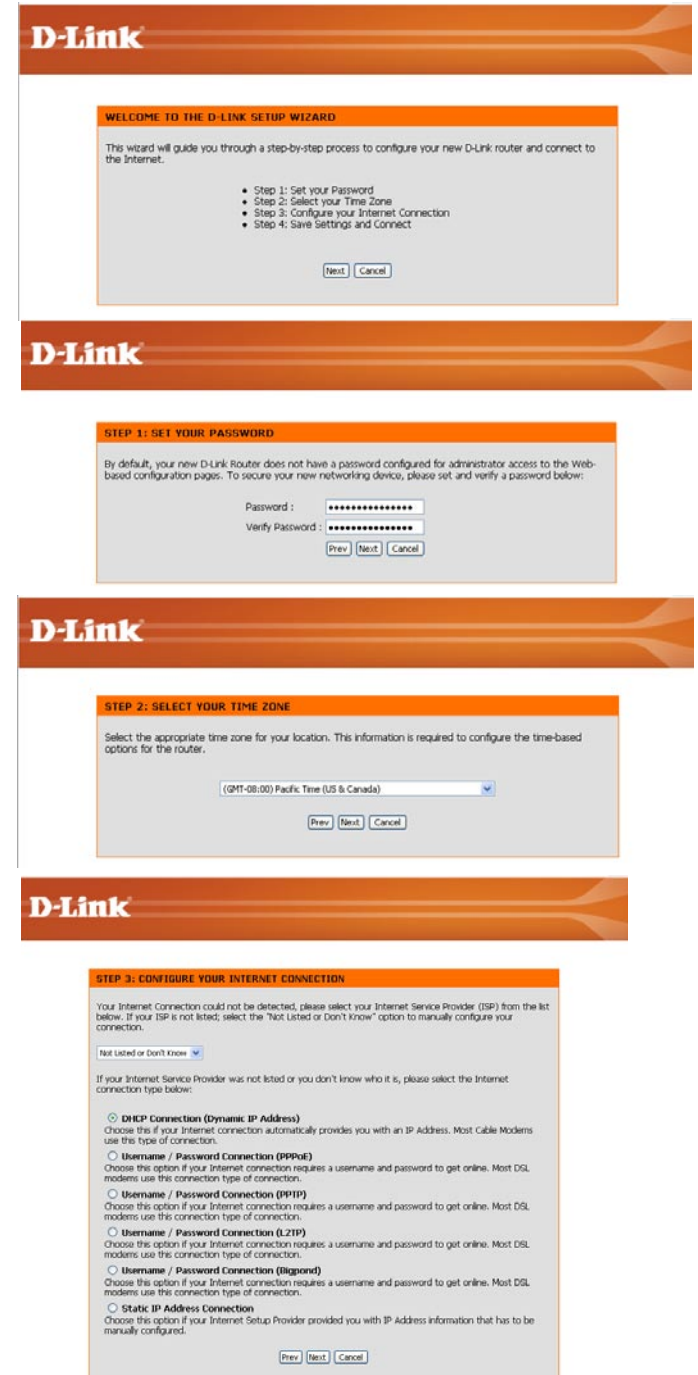 D-Link
WELCOME TO THE D-LINK SETUP WIZARD
This wizard will guide you through a step-by-step process to configure your new D-Link router and connect to
the Internet.
• Step 1: Set your Password
• Step 2: Select your Time Zone
• Step 3: Configure your Internet Connection
• Step 4: Save Settings and Connect
Next Cancel
D-Link
STEP 1: SET YOUR PASSWORD
By default, your new D-Link Router does not have a password configured for administrator access to the Web-
based configuration pages. To secure your new networking device, please set and verify a password below:
Password : •••••••••••••••
Verify Password : •••••••••••••••
Prev Next Cancel
D-Link
STEP 2: SELECT YOUR TIME ZONE
Select the appropriate time zone for your location. This information is required to configure the time-based
options for the router.
(GMT-08:00) Pacific Time (US & Canada)
Prev Next Cancel
D-Link
STEP 3: CONFIGURE YOUR INTERNET CONNECTION
Your Internet Connection could not be detected, please select your Internet Service Provider (ISP) from the list
below. If your ISP is not listed; select the "Not Listed or Don't Know" option to manually configure your
connection.
Not Listed or Don't Know
If your Internet Service Provider was not listed or you don't know who it is, please select the Internet
connection type below:
DHCP Connection (Dynamic IP Address)
Choose this if your Internet connection automatically provides you with an IP Address. Most Cable Modems
use this type of connection.
Username / Password Connection (PPPoE)
Choose this option if your Internet connection requires a username and password to get online. Most DSL
modems use this connection type of connection.
Username / Password Connection (PPTP)
Choose this option if your Internet connection requires a username and password to get online. Most DSL
modems use this connection type of connection.
Username / Password Connection (L2TP)
Choose this option if your Internet connection requires a username and password to get online. Most DSL
modems use this connection type of connection.
Username / Password Connection (Bigpond)
Choose this option if your Internet connection requires a username and password to get online. Most DSL
modems use this connection type of connection.
Static IP Address Connection
Choose this option if your Internet Setup Provider provided you with IP Address information that has to be
manually configured.
Prev Next Cancel